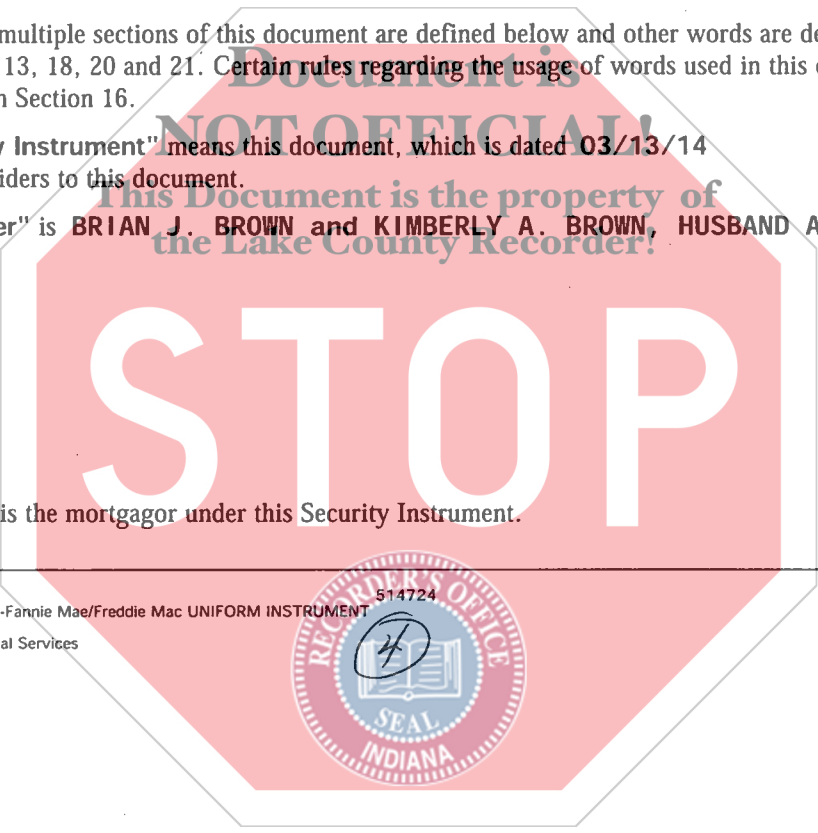 multiple sections of this document are defined below and other words are de
Document is
13, 18, 20 and 21. Certain rules regarding the usage of words used in this
n Section 16.
NOT OFFICIAL!
y Instrument" means this document, which is dated 03/13/14
iders to this document.
This Document is the property of
er" is BRIAN J. BROWN and KIMBERLY A. BROWN, HUSBAND A
the Lake County Recorder!
STOP
is the mortgagor under this Security Instrument.
514724
-Fannie Mae/Freddie Mac UNIFORM INSTRUMENT
al Services
4
RECORDER'S OFFICE
SEAL
INDIANA